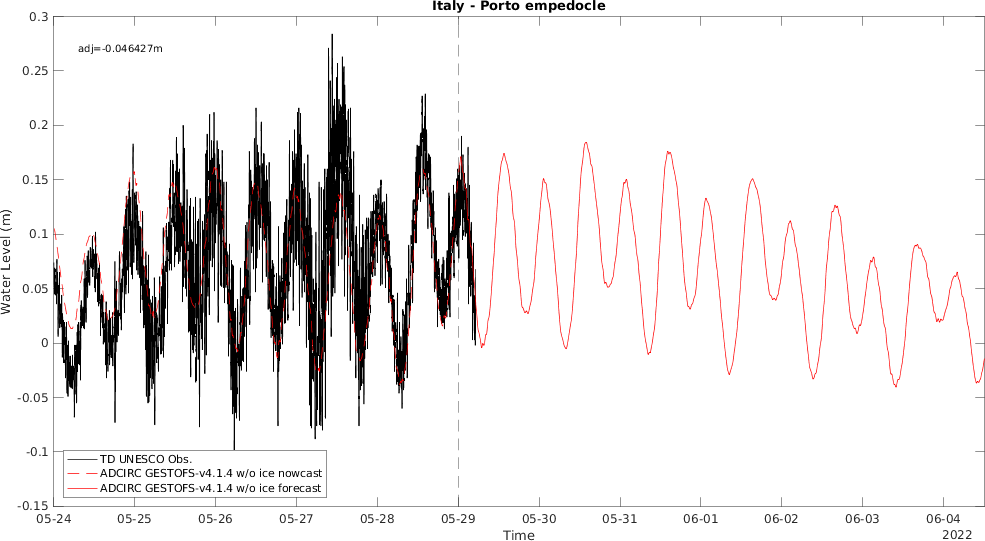 Italy - Porto empedocle
adj=-0.046427m
Water Level (m)
0.3
0.25
0.2
0.15
0.1
0.05
0
-0.05
-0.1
-0.15
TD UNESCO Obs.
ADCIRC GESTOFS-v4.1.4 w/o ice nowcast
ADCIRC GESTOFS-v4.1.4 w/o ice forecast
05-24 05-25 05-26 05-27 05-28 05-29 05-30 05-31 06-01 06-02 06-03 06-04
Time
2022